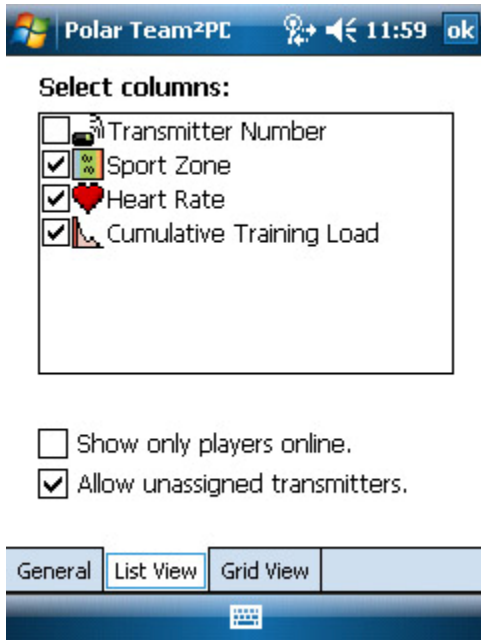 Polar Team²PC 11:59 ok
Select columns:
Transmitter Number
% % Sport Zone
Heart Rate
Cumulative Training Load
Show only players online.
Allow unassigned transmitters.
General List View Grid View